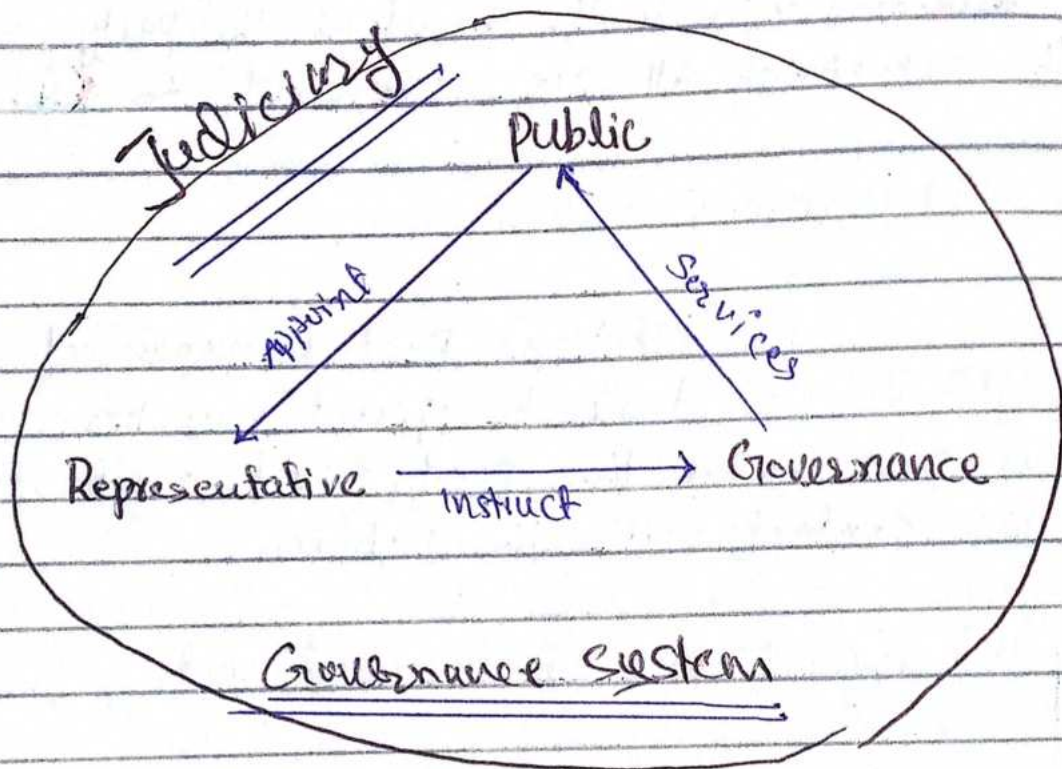 Judiciary
Public
Appoint
Services
Representative
instruct
Governance
Governance system